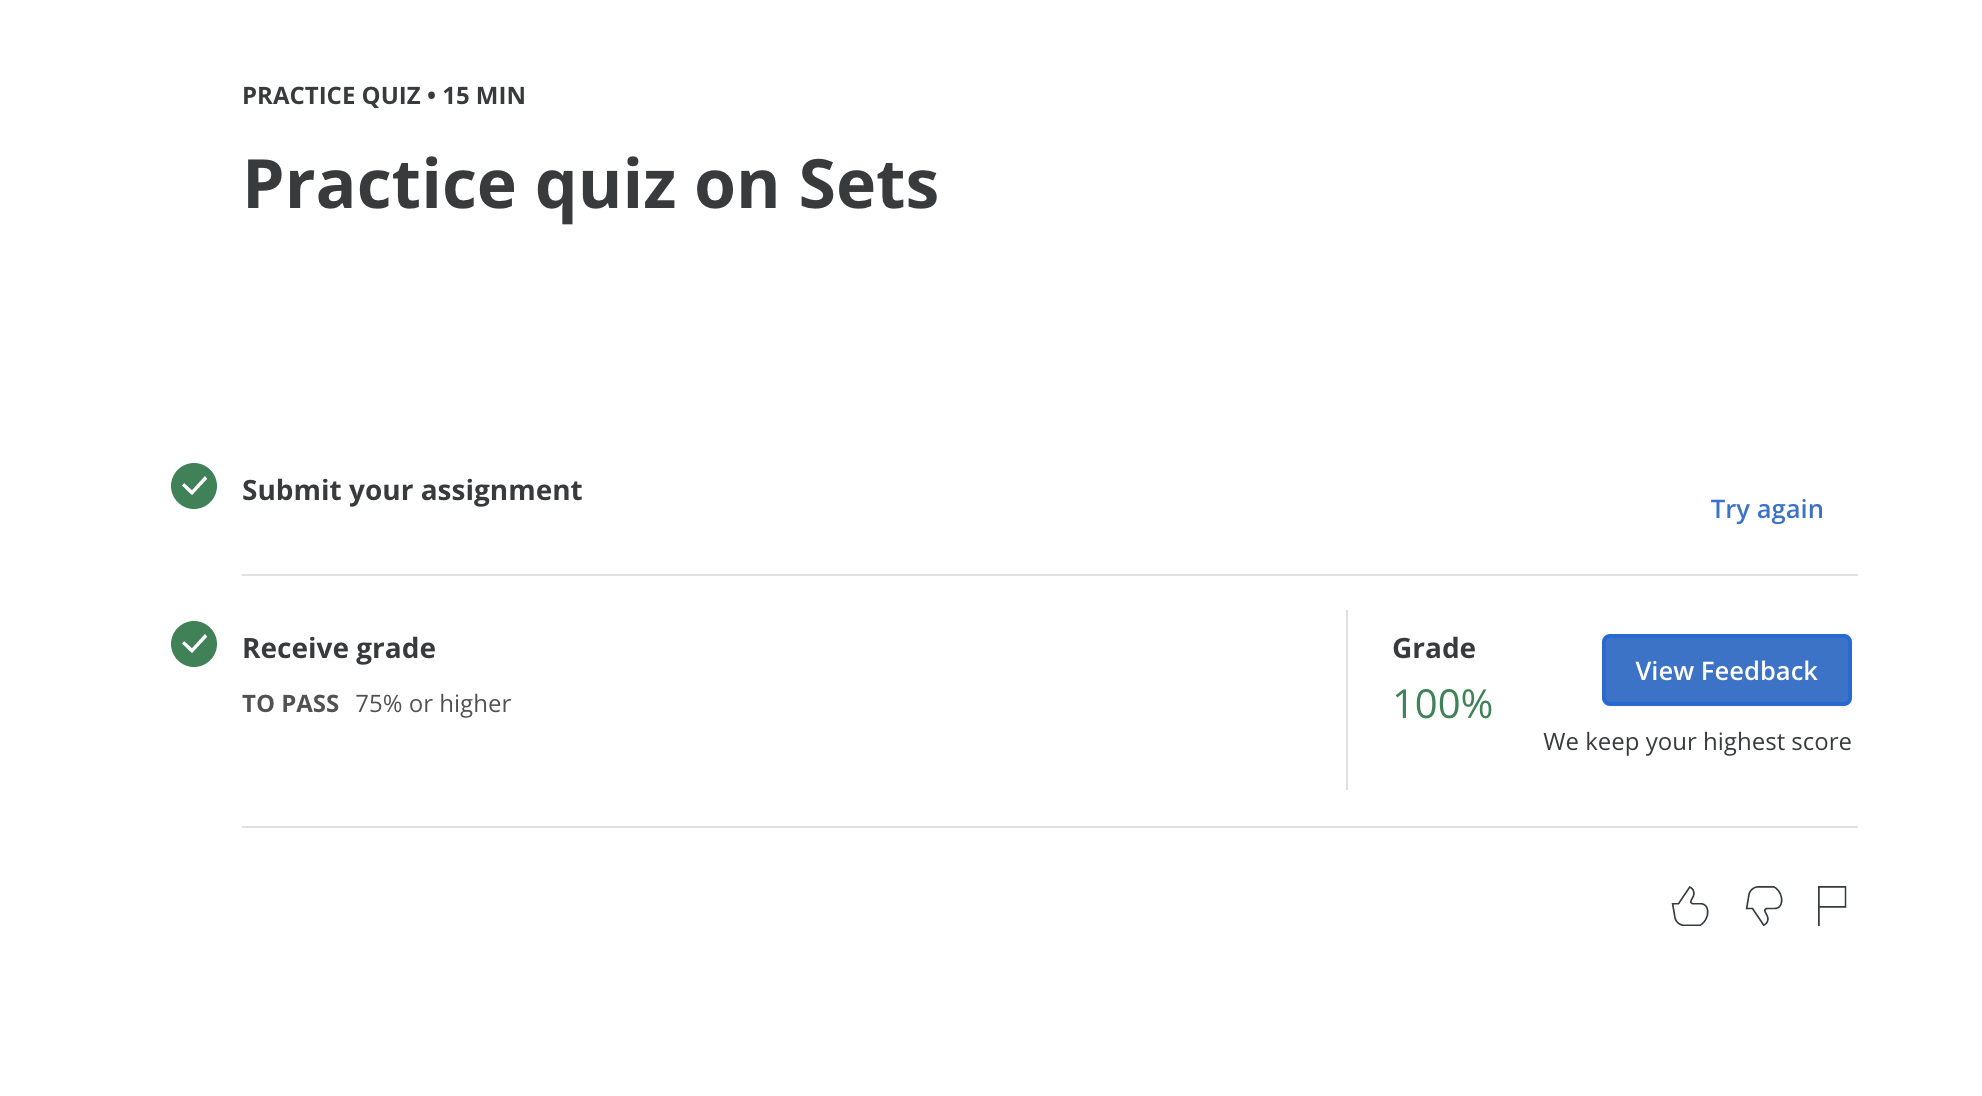 PRACTICE QUIZ • 15 MIN
Practice quiz on Sets
Submit your assignment
Try again
Receive grade
TO PASS 75% or higher
Grade
100%
View Feedback
We keep your highest score